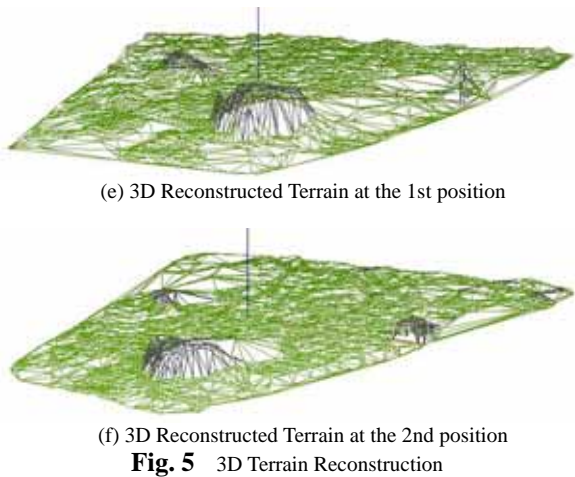 (e) 3D Reconstructed Terrain at the 1st position
(f) 3D Reconstructed Terrain at the 2nd position
Fig. 5 3D Terrain Reconstruction